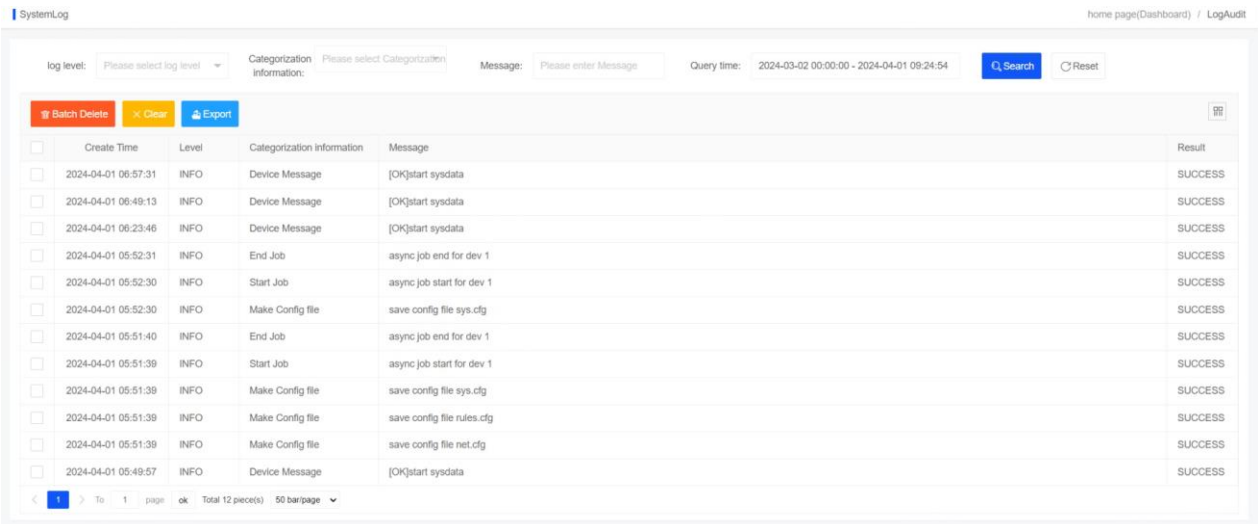 SystemLog
home page(Dashboard) / LogAudit
log level: Please select log level
Categorization information: Please select Categorization
Message: Please enter Message
Query time: 2024-03-02 00:00:00 - 2024-04-01 09:24:54
Search
Reset
Batch Delete
Clear
Export
Create Time Level Categorization information Message Result
2024-04-01 06:57:31 INFO Device Message [OK]start sysdata SUCCESS
2024-04-01 06:49:13 INFO Device Message [OK]start sysdata SUCCESS
2024-04-01 06:23:46 INFO Device Message [OK]start sysdata SUCCESS
2024-04-01 05:52:31 INFO End Job async job end for dev 1 SUCCESS
2024-04-01 05:52:30 INFO Start Job async job start for dev 1 SUCCESS
2024-04-01 05:52:30 INFO Make Config file save config file sys.cfg SUCCESS
2024-04-01 05:51:40 INFO End Job async job end for dev 1 SUCCESS
2024-04-01 05:51:39 INFO Start Job async job start for dev 1 SUCCESS
2024-04-01 05:51:39 INFO Make Config file save config file sys.cfg SUCCESS
2024-04-01 05:51:39 INFO Make Config file save config file rules.cfg SUCCESS
2024-04-01 05:51:39 INFO Make Config file save config file net.cfg SUCCESS
2024-04-01 05:49:57 INFO Device Message [OK]start sysdata SUCCESS
< 1 > To 1 page ok Total 12 piece(s) 50 bar/page